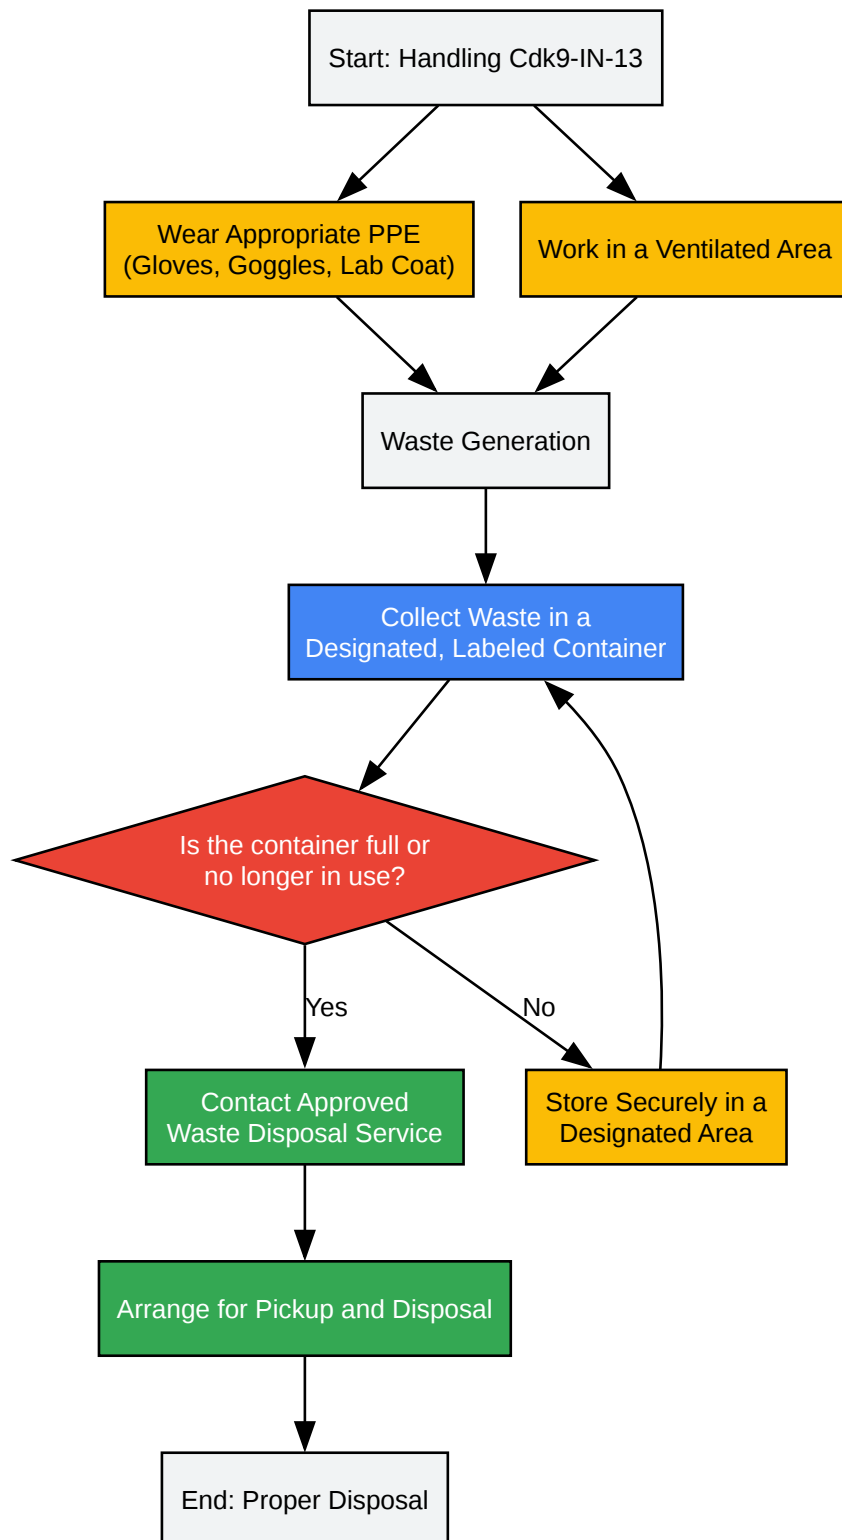 Start: Handling Cdk9-IN-13
Wear Appropriate PPE
(Gloves, Goggles, Lab Coat)
Work in a Ventilated Area
Waste Generation
Collect Waste in a
Designated, Labeled Container
Is the container full or
no longer in use?
Yes
No
Contact Approved
Waste Disposal Service
Store Securely in a
Designated Area
Arrange for Pickup and Disposal
End: Proper Disposal